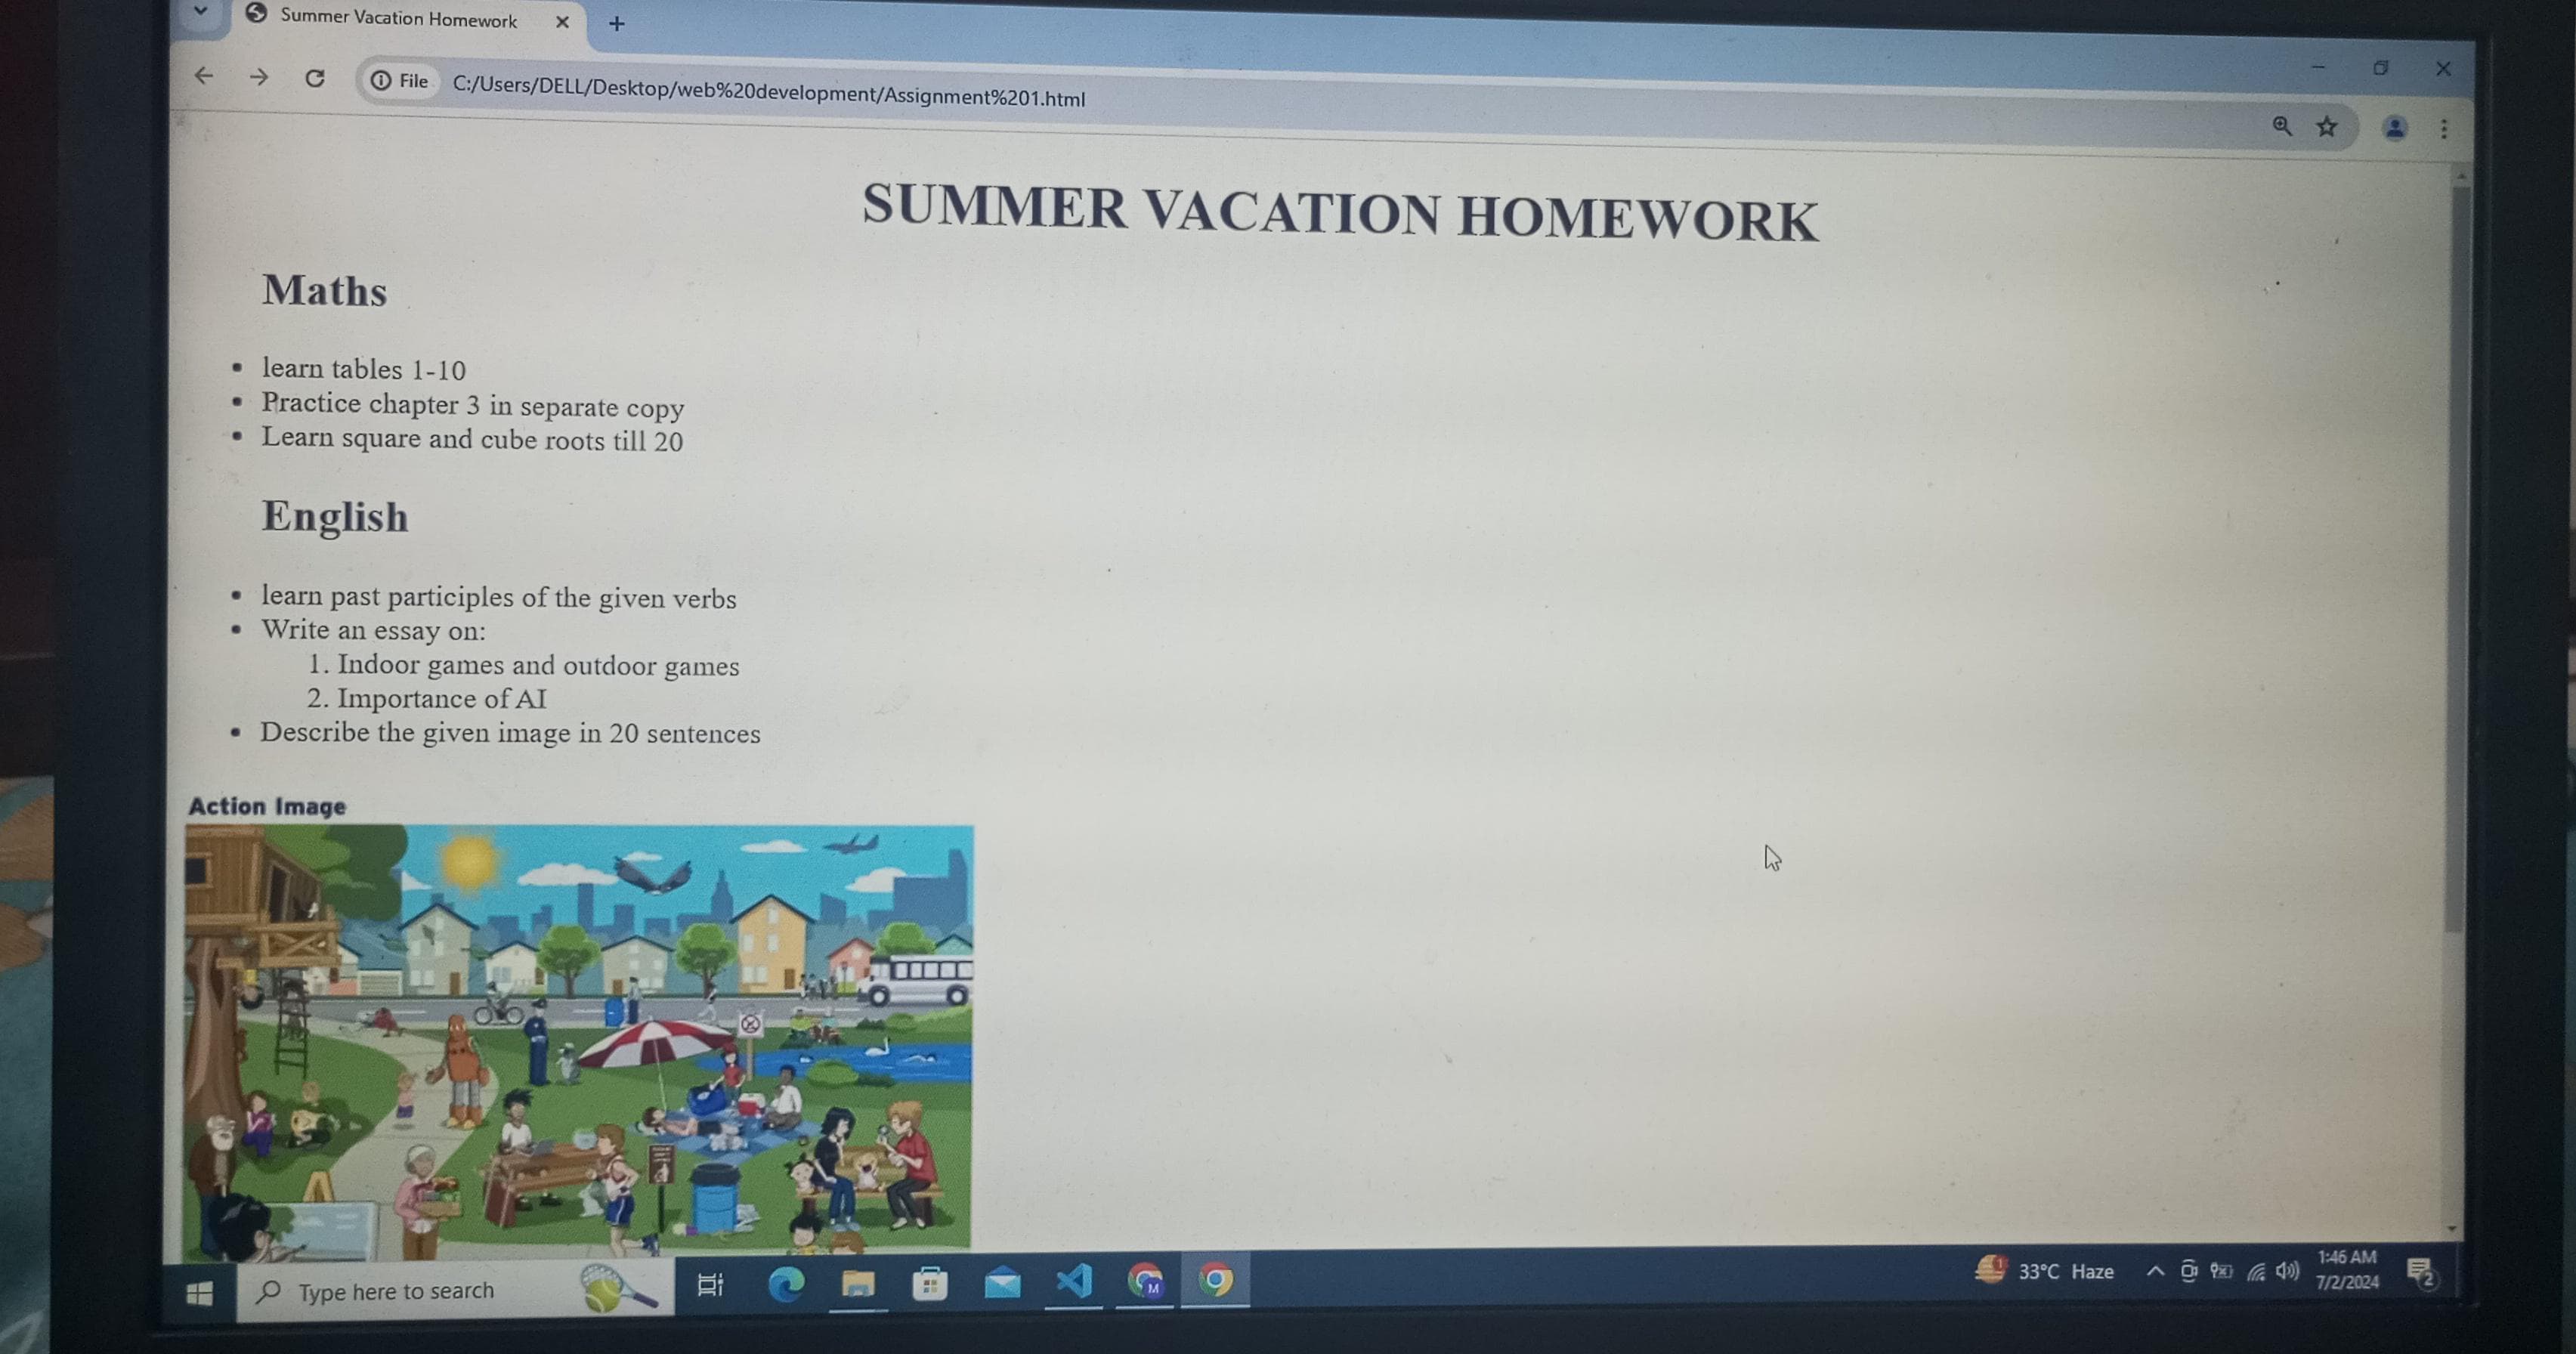 Summer Vacation Homework
File C:/Users/DELL/Desktop/web%20development/Assignment%201.html
SUMMER VACATION HOMEWORK
Maths
• learn tables 1-10
• Practice chapter 3 in separate copy
• Learn square and cube roots till 20
English
• learn past participles of the given verbs
• Write an essay on:
1. Indoor games and outdoor games
2. Importance of AI
• Describe the given image in 20 sentences
Action Image
Type here to search
M
1
33°C Haze
1:46 AM
7/2/2024
2